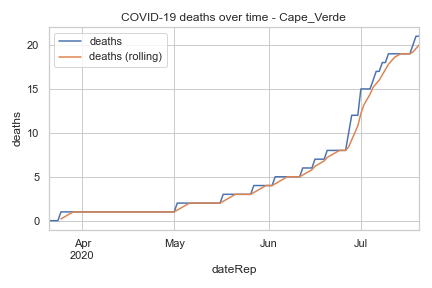 COVID-19 deaths over time - Cape_Verde
deaths
deaths (rolling)
20
15
10
5
0
deaths
Apr
2020
May
Jun
Jul
dateRep